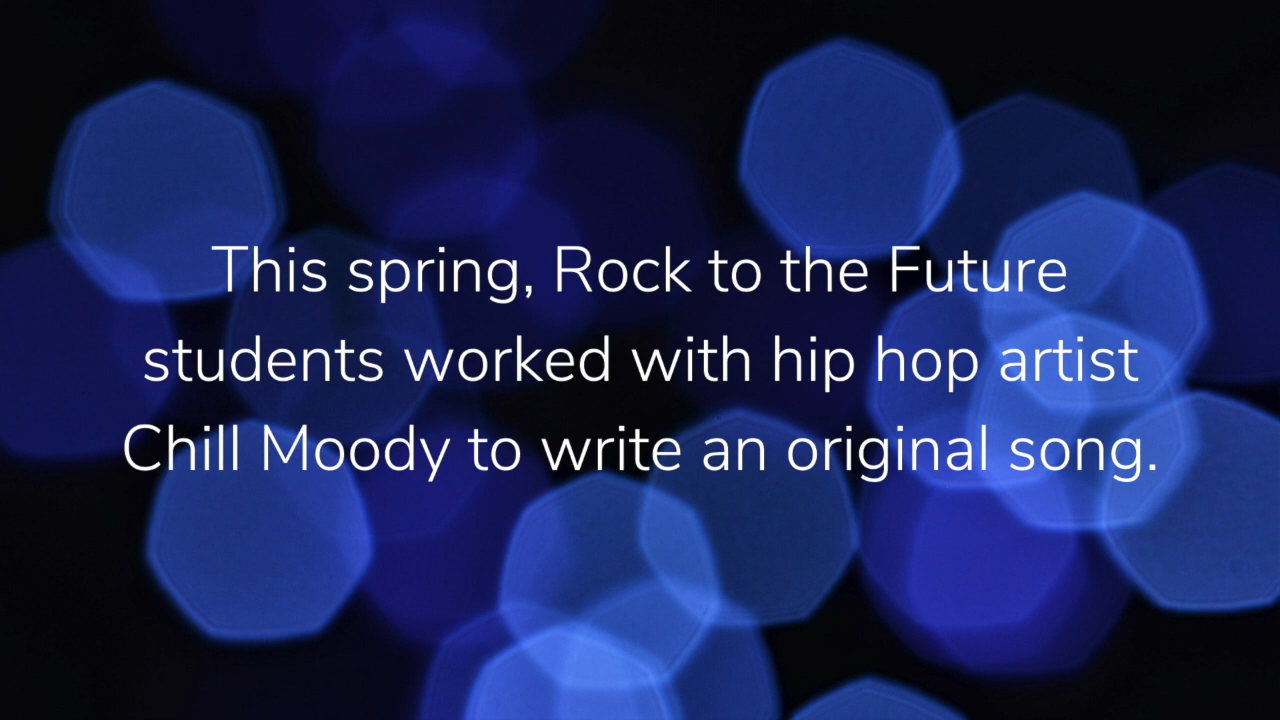 This spring, Rock to the Future
students worked with hip hop artist
Chill Moody to write an original song.